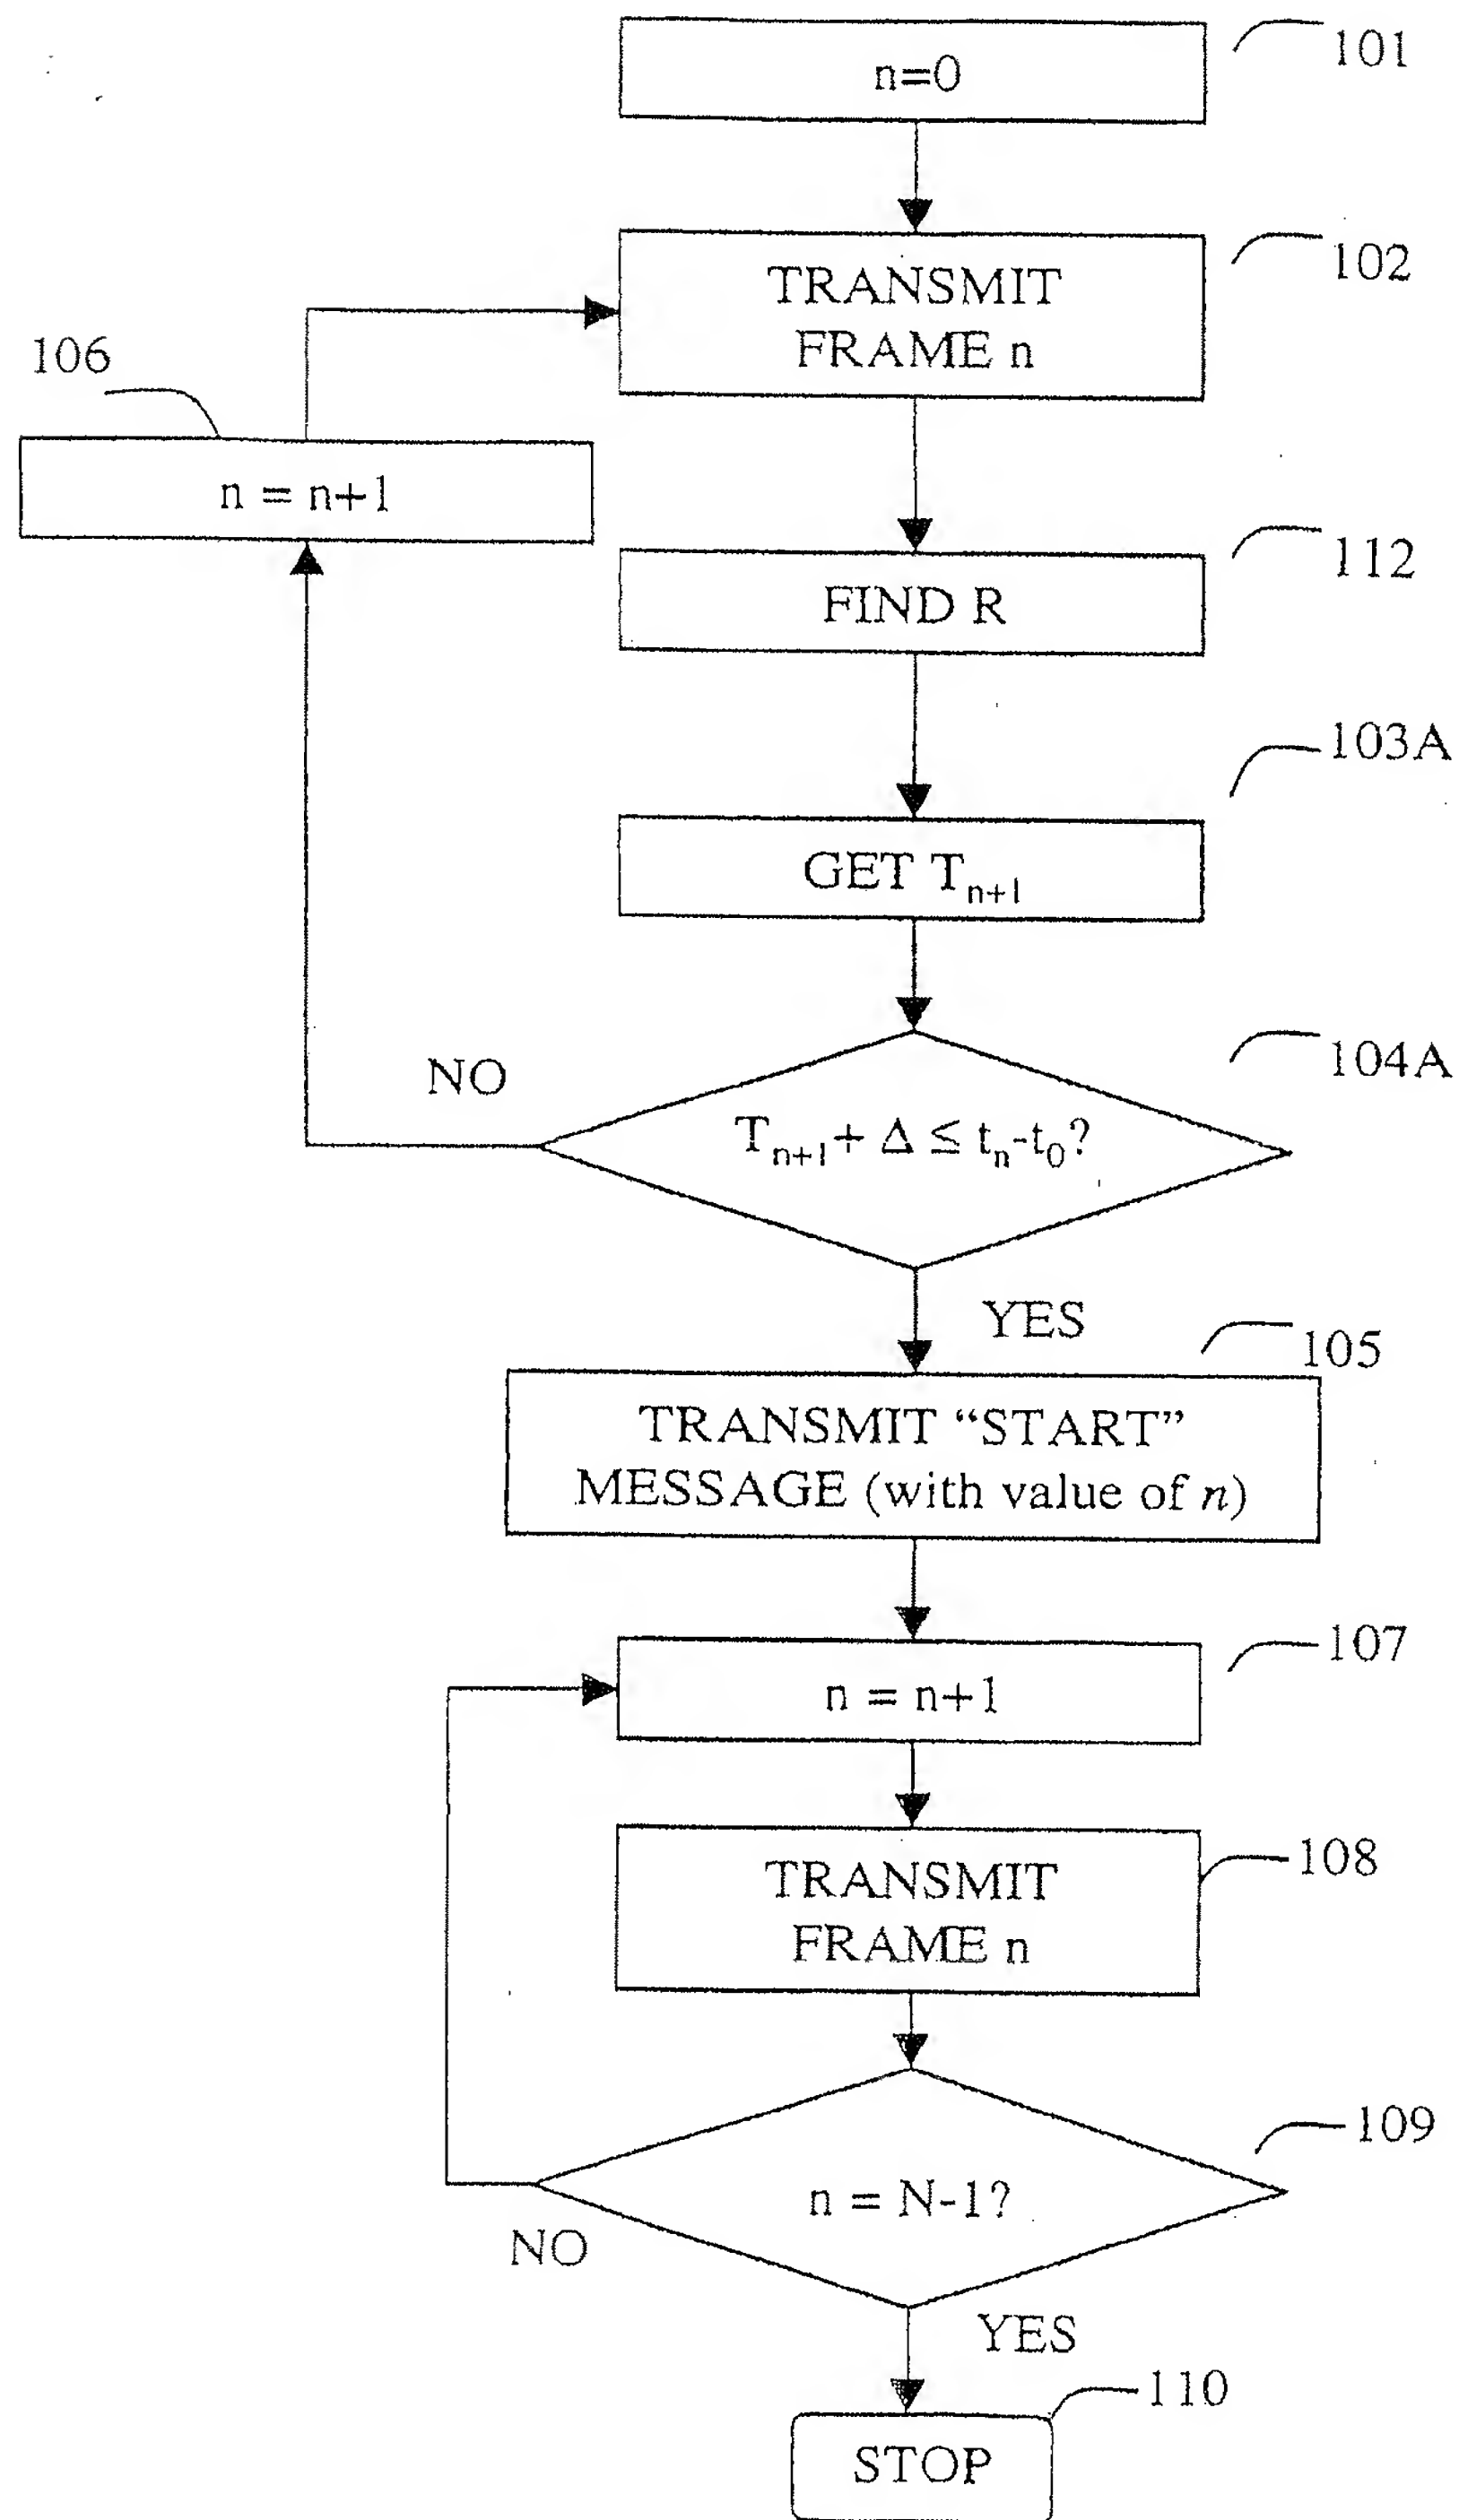 n=0
101
TRANSMIT
FRAME n
102
106
n = n+1
FIND R
112
GET Tn+1
103A
NO
Tn+1+ Δ ≤ tn-t0?
104A
YES
TRANSMIT “START”
MESSAGE (with value of n)
105
n = n+1
107
TRANSMIT
FRAME n
108
n = N-1?
109
NO
YES
110
STOP